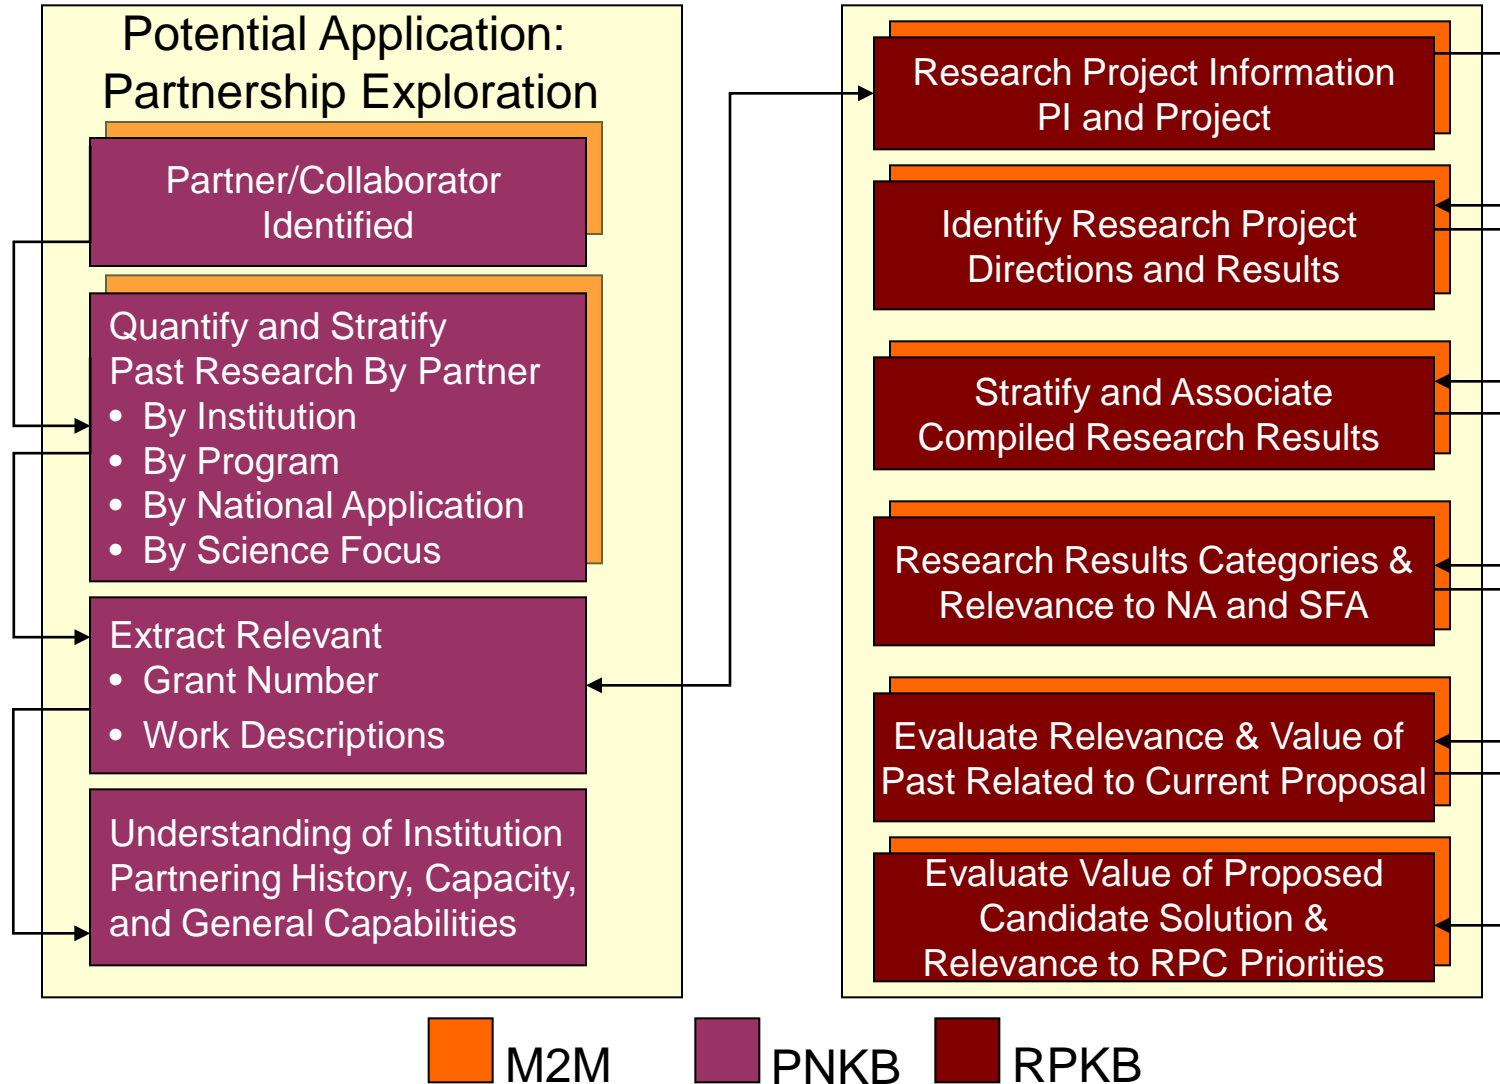 Potential Application:
Partnership Exploration
Partner/Collaborator
Identified
Quantify and Stratify
Past Research By Partner
• By Institution
• By Program
• By National Application
• By Science Focus
Extract Relevant
• Grant Number
• Work Descriptions
Understanding of Institution
Partnering History, Capacity,
and General Capabilities
Research Project Information
PI and Project
Identify Research Project
Directions and Results
Stratify and Associate
Compiled Research Results
Research Results Categories &
Relevance to NA and SFA
Evaluate Relevance & Value of
Past Related to Current Proposal
Evaluate Value of Proposed
Candidate Solution &
Relevance to RPC Priorities
M2M
PNKB
RPKB